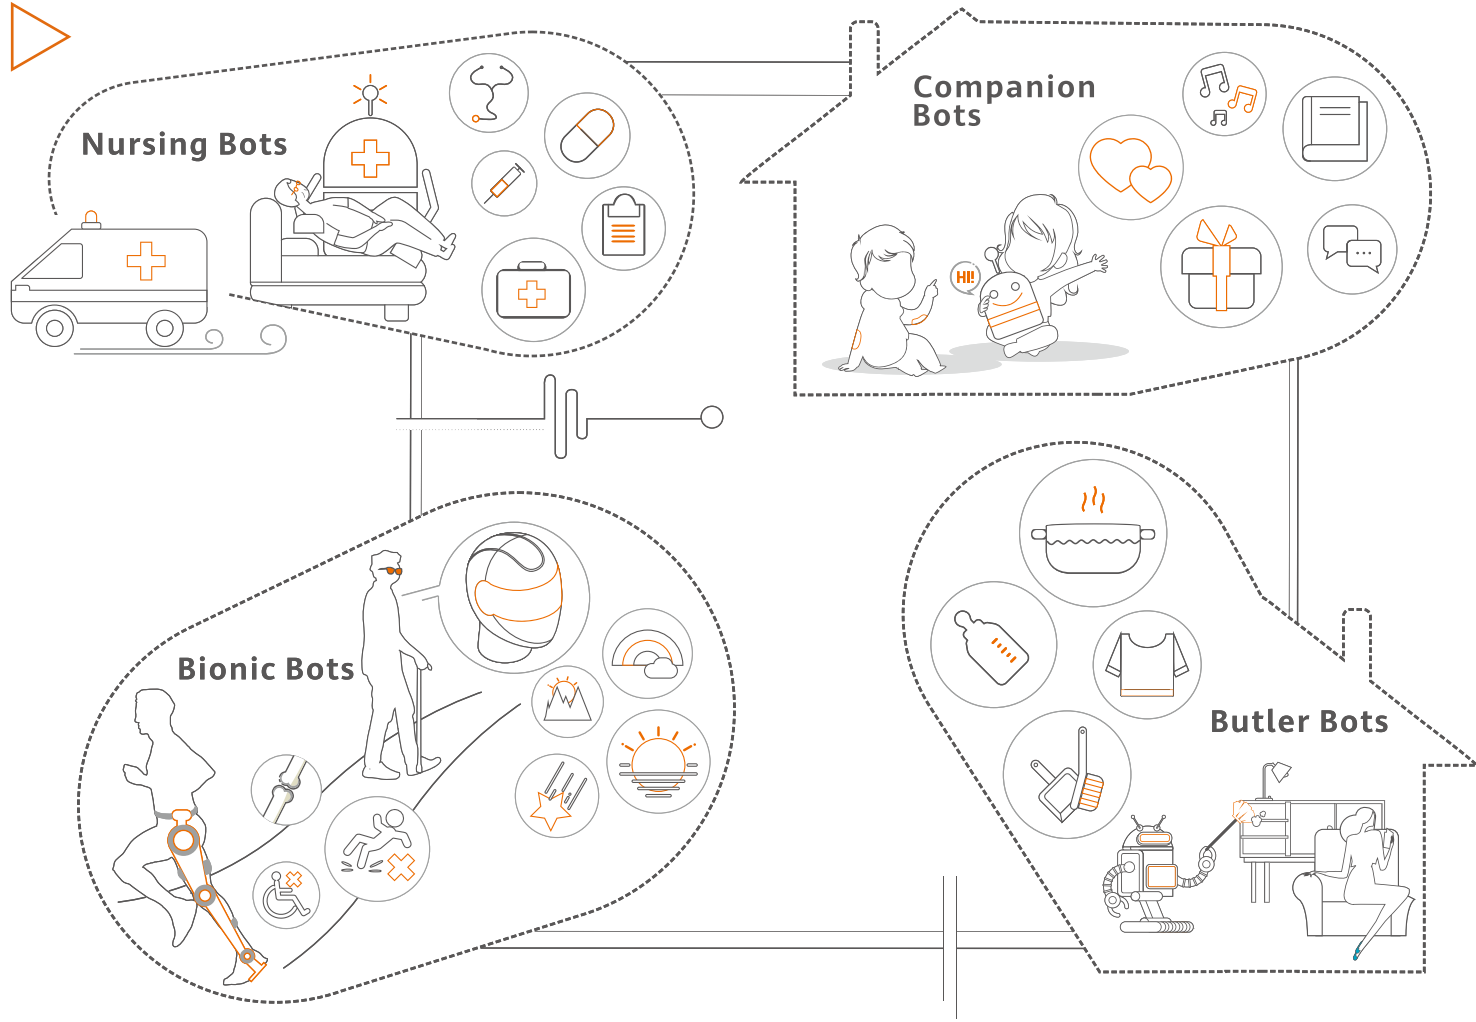 Nursing Bots
Companion
Bots
HI!
Bionic Bots
Butler Bots